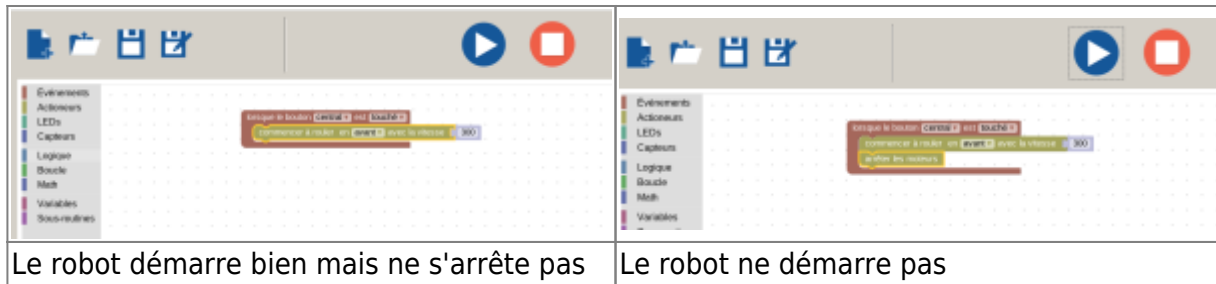 Événements
Actioneurs
LEDs
Capteurs
Logique
Boucle
Math
Variables
Sous-routines
lorsque le bouton central est touché
commencer à rouler en avant avec la vitesse 300
Le robot démarre bien mais ne s'arrête pas
Événements
Actioneurs
LEDs
Capteurs
Logique
Boucle
Math
Variables
lorsque le bouton central est touché
commencer à rouler en avant avec la vitesse 300
arrêter les moteurs
Le robot ne démarre pas